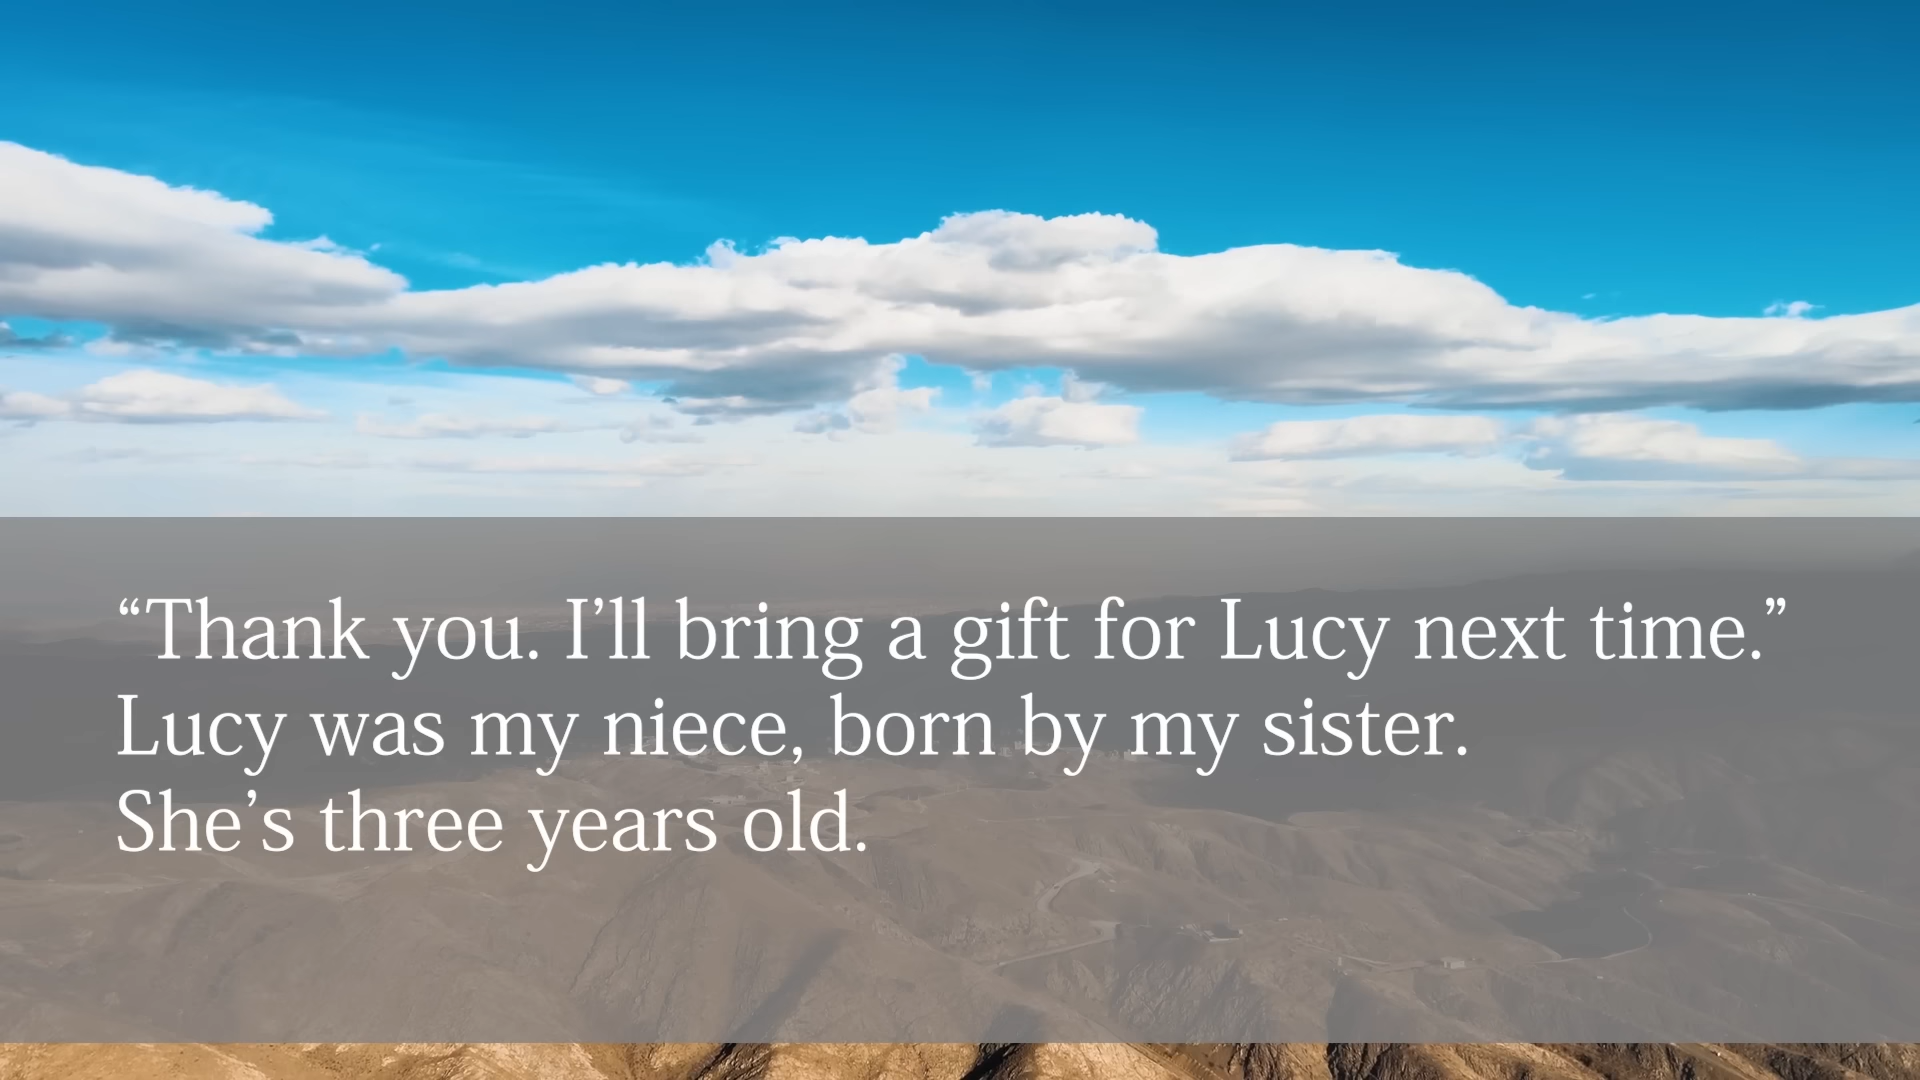 “Thank you. I’ll bring a gift for Lucy next time.”
Lucy was my niece, born by my sister.
She’s three years old.